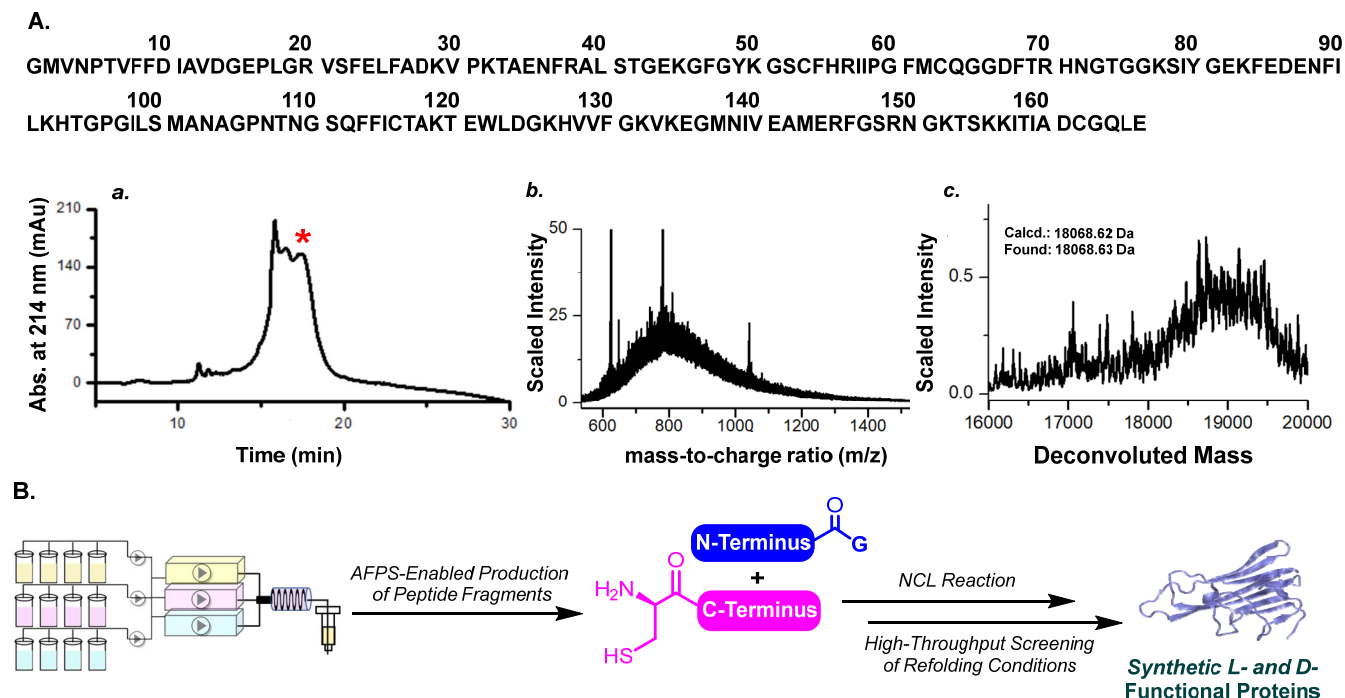 A.
10 20 30 40 50 60 70 80 90
GMVNPTVFFD IAVDGEPLGR VSFELFADKV PKTAENFRAL STGEKGFGYK GSCFHRIIPG FMCQGGDFTR HNGTGGKSIY GEKFEDENFI
100 110 120 130 140 150 160
LKHTGPGILS MANAGPNTNG SQFFICTAKT EWLDGKHVVF GKVKEGMNIV EAMERFGSRN GKTSKKITIA DCGQLE
a.
Abs. at 214 nm (mAu)
210
140
70
0
*
10 20 30
Time (min)
b.
Scaled Intensity
50
25
0
600 800 1000 1200 1400
mass-to-charge ratio (m/z)
c.
Scaled Intensity
0.5
0.0
Calcd.: 18068.62 Da
Found: 18068.63 Da
16000 17000 18000 19000 20000
Deconvoluted Mass
B.
AFPS-Enabled Production
of Peptide Fragments
O
N-Terminus
G
+
O
H₂N
C-Terminus
HS
NCL Reaction
High-Throughput Screening
of Refolding Conditions
Synthetic L- and D-
Functional Proteins